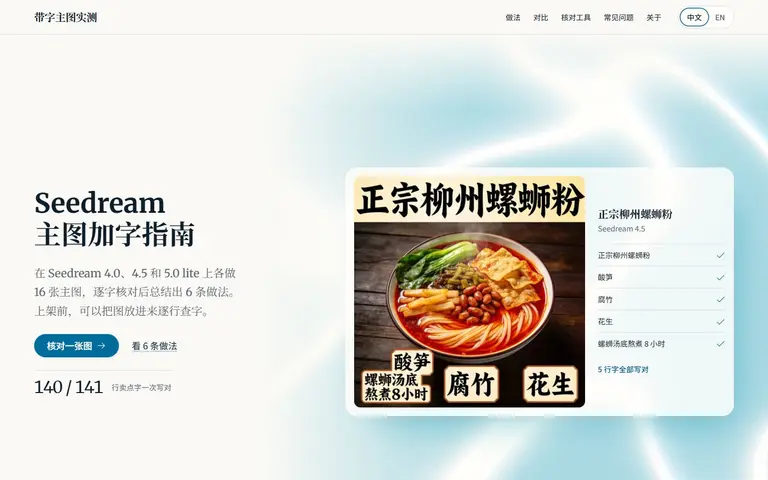 带字主图实测
做法 对比 核对工具 常见问题 关于 中文 EN
Seedream
主图加字指南
在 Seedream 4.0、4.5 和 5.0 lite 上各做
16 张主图，逐字核对后总结出 6 条做法。
上架前，可以把图放进来逐行查字。
核对一张图 → 看 6 条做法
140 / 141 行卖点字一次写对
正宗柳州螺蛳粉
酸笋
螺蛳汤底
熬煮8小时
腐竹
花生
正宗柳州螺蛳粉
Seedream 4.5
正宗柳州螺蛳粉
酸笋
腐竹
花生
螺蛳汤底熬煮 8 小时
5 行字全部写对